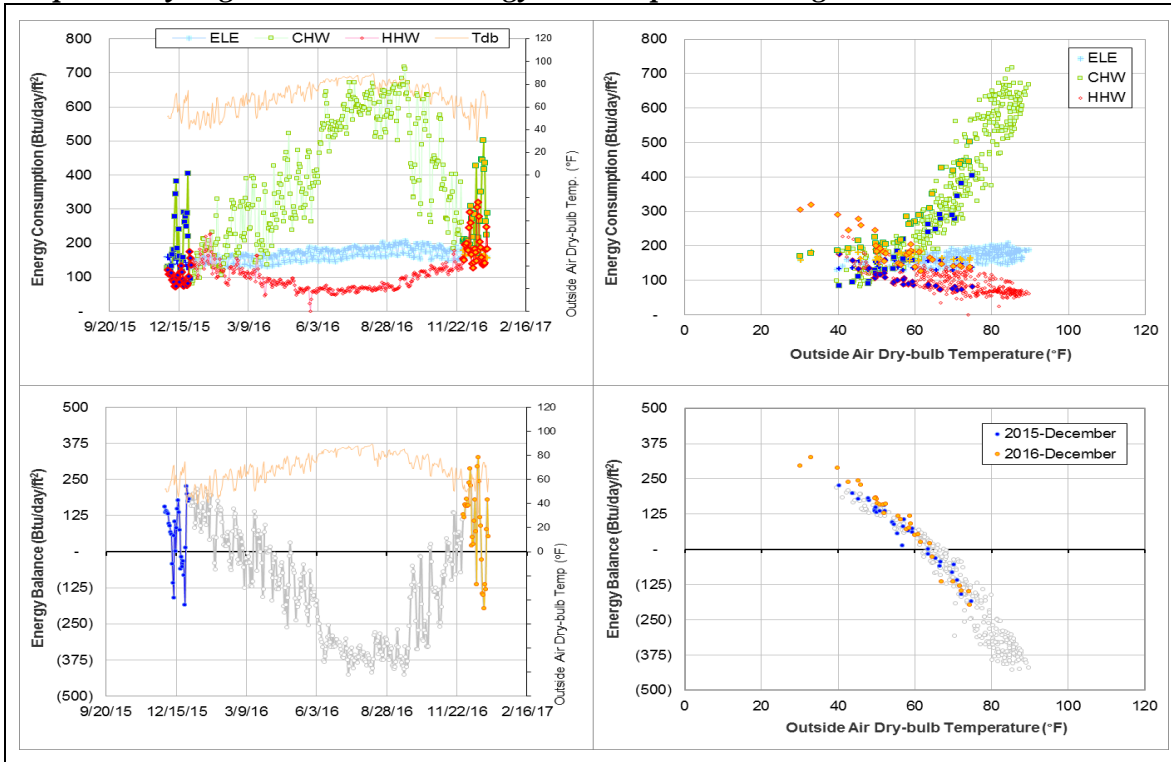 ELE CHW HHW Tdb
Energy Consumption (Btu/day/ft²)
800
700
600
500
400
300
200
100
-
120
100
80
60
40
20
0
Outside Air Dry-bulb Temp. (°F)
9/20/15 12/15/15 3/9/16 6/3/16 8/28/16 11/22/16 2/16/17
ELE
CHW
HHW
Energy Consumption (Btu/day/ft²)
800
700
600
500
400
300
200
100
-
0 20 40 60 80 100 120
Outside Air Dry-bulb Temperature (°F)
Energy Balance (Btu/day/ft²)
500
375
250
125
-
(125)
(250)
(375)
(500)
120
100
80
60
40
20
0
Outside Air Dry-bulb Temp (°F)
9/20/15 12/15/15 3/9/16 6/3/16 8/28/16 11/22/16 2/16/17
2015-December
2016-December
Energy Balance (Btu/day/ft²)
500
375
250
125
-
(125)
(250)
(375)
(500)
0 20 40 60 80 100 120
Outside Air Dry-bulb Temperature (°F)